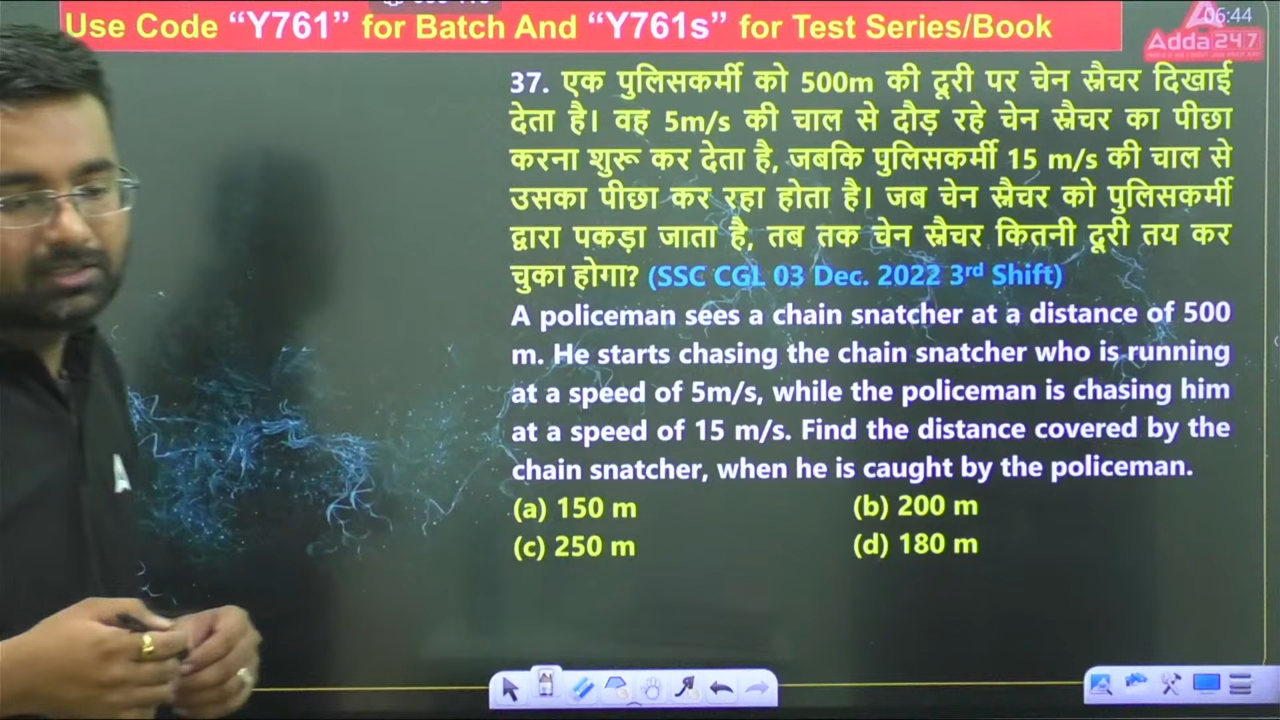 Use Code “Y761” for Batch And “Y761s” for Test Series/Book
06:44
Adda247
37. एक पुलिसकर्मी को 500m की दूरी पर चेन स्नैचर दिखाई
देता है। वह 5m/s की चाल से दौड़ रहे चेन स्नैचर का पीछा
करना शुरू कर देता है, जबकि पुलिसकर्मी 15 m/s की चाल से
उसका पीछा कर रहा होता है। जब चेन स्नैचर को पुलिसकर्मी
द्वारा पकड़ा जाता है, तब तक चेन स्नैचर कितनी दूरी तय कर
चुका होगा? (SSC CGL 03 Dec. 2022 3rd Shift)
A policeman sees a chain snatcher at a distance of 500
m. He starts chasing the chain snatcher who is running
at a speed of 5m/s, while the policeman is chasing him
at a speed of 15 m/s. Find the distance covered by the
chain snatcher, when he is caught by the policeman.
(a) 150 m (b) 200 m
(c) 250 m (d) 180 m